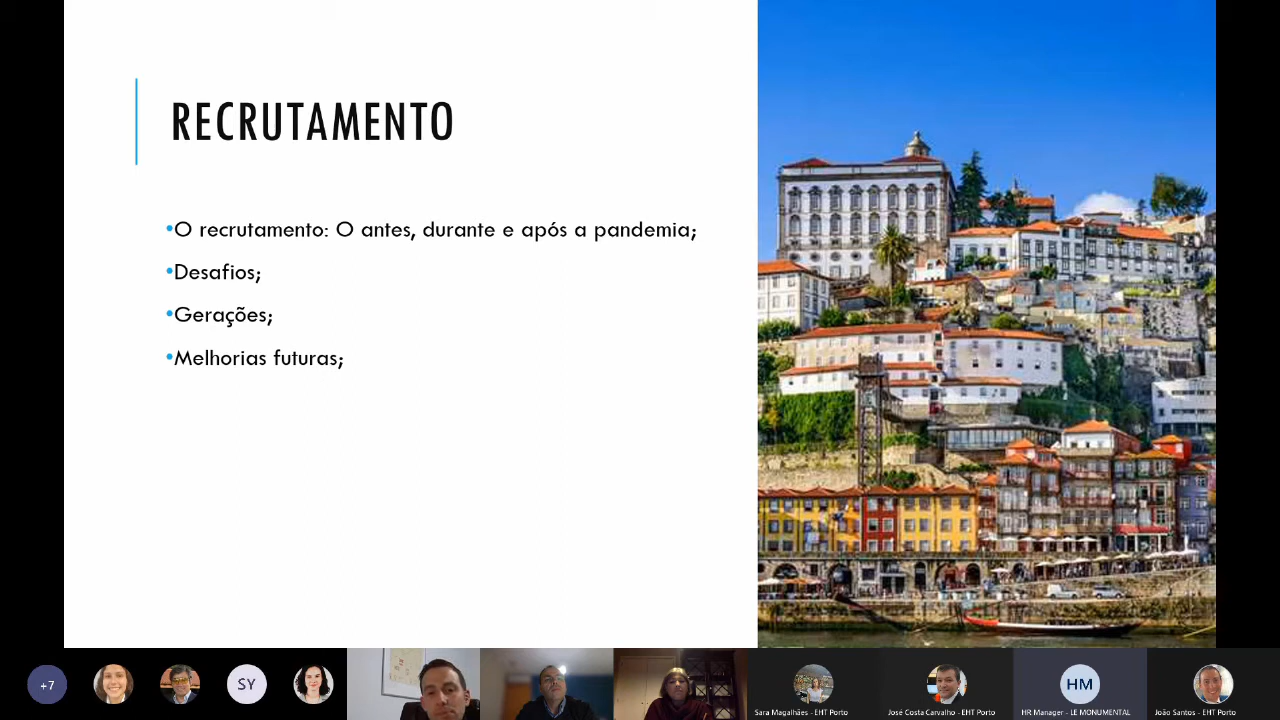 RECRUTAMENTO
•O recrutamento: O antes, durante e após a pandemia;
•Desafios;
•Gerações;
•Melhorias futuras;
+7
SY
HM
Sara Magalhães - EHT Porto
José Costa Carvalho - EHT Porto
HR Manager - LE MONUMENTAL
João Santos - EHT Porto